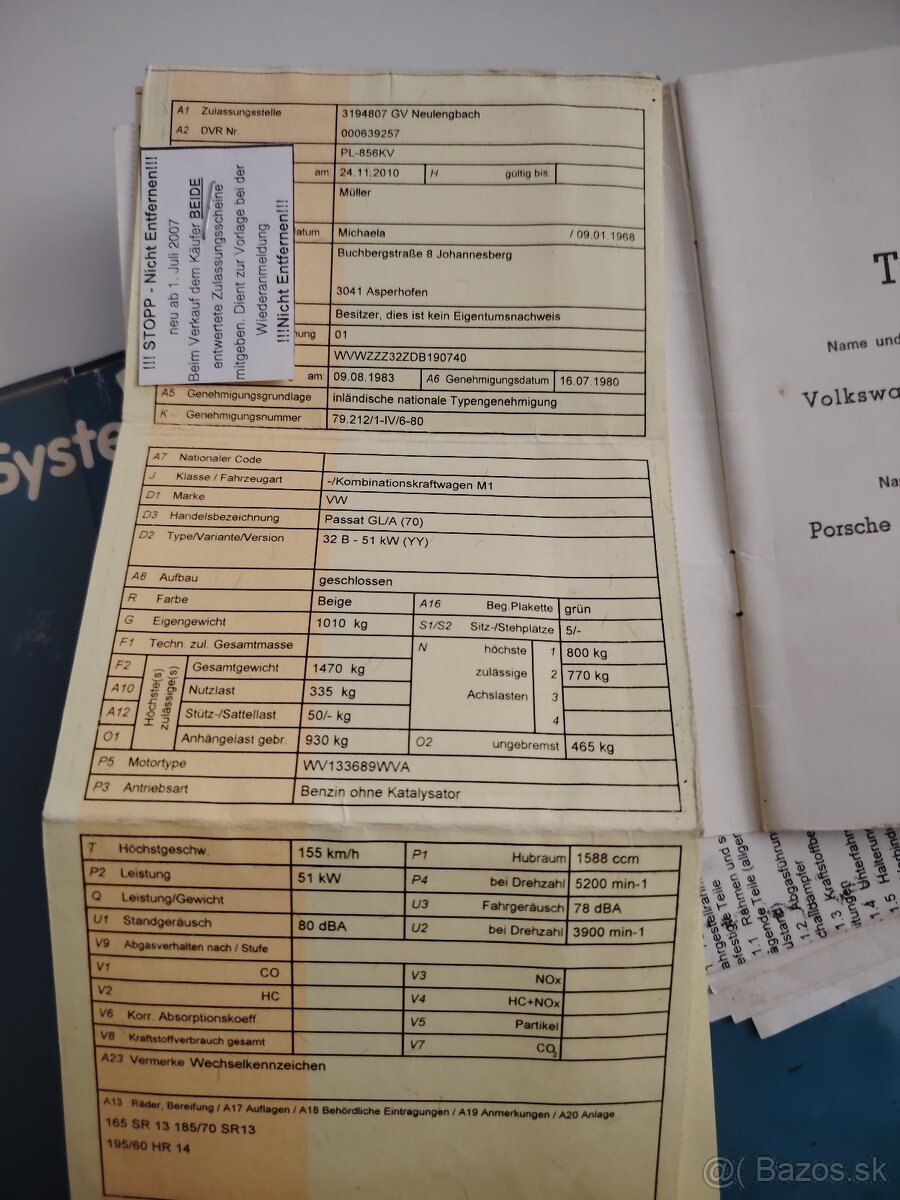 A1 Zulassungsstelle 3194807 GV Neulengbach
A2 DVR Nr. 000639257
PL-856KV
am 24.11.2010 H gültig bis:
Müller
Michaela / 09.01.1968
Buchbergstraße 8 Johannesberg
3041 Asperhofen
Besitzer, dies ist kein Eigentumsnachweis
01
WVWZZZ32ZDB190740
am: 09.08.1983 A6 Genehmigungsdatum 16.07.1980
A5 Genehmigungsgrundlage inländische nationale Typengenehmigung
K Genehmigungsnummer 79.212/1-IV/6-80
!!! STOPP - Nicht Entfernen!!!
neu ab 1. Juli 2007
Beim Verkauf dem Käufer BEIDE
entwertete Zulassungsscheine
mitgeben. Dient zur Vorlage bei der
Wiederanmeldung
!!!Nicht Entfernen!!!
A7 Nationaler Code
J Klasse / Fahrzeugart -/Kombinationskraftwagen M1
D1 Marke VW
D3 Handelsbezeichnung Passat GL/A (70)
D2 Type/Variante/Version 32 B - 51 kW (YY)
A8 Aufbau geschlossen
R Farbe Beige A16 Beg Plakette grün
G Eigengewicht 1010 kg S1/S2 Sitz-/Stehplätze 5/-
F1 Techn. zul. Gesamtmasse N höchste 1 800 kg
F2 Höchste(s) zulässige(s) Gesamtgewicht 1470 kg zulässige 2 770 kg
A10 Nutzlast 335 kg Achslasten 3
A12 Stütz-/Sattellast 50/- kg 4
O1 Anhängelast gebr. 930 kg O2 ungebremst 465 kg
P5 Motortype WV133689WVA
P3 Antriebsart Benzin ohne Katalysator
T Höchstgeschw. 155 km/h P1 Hubraum 1588 ccm
P2 Leistung 51 kW P4 bei Drehzahl 5200 min-1
Q Leistung/Gewicht U3 Fahrgeräusch 78 dBA
U1 Standgeräusch 80 dBA U2 bei Drehzahl 3900 min-1
V9 Abgasverhalten nach / Stufe
V1 CO V3 NOx
V2 HC V4 HC+NOx
V6 Korr. Absorptionskoeff. V5 Partikel
V8 Kraftstoffverbrauch gesamt V7 CO2
A23 Vermerke Wechselkennzeichen
A13 Räder, Bereifung / A17 Auflagen / A18 Behördliche Eintragungen / A19 Anmerkungen / A20 Anlage
165 SR 13 185/70 SR13
195/60 HR 14
Syste
T
Name und
Volkswa
Na
Porsche
@( Bazos.sk